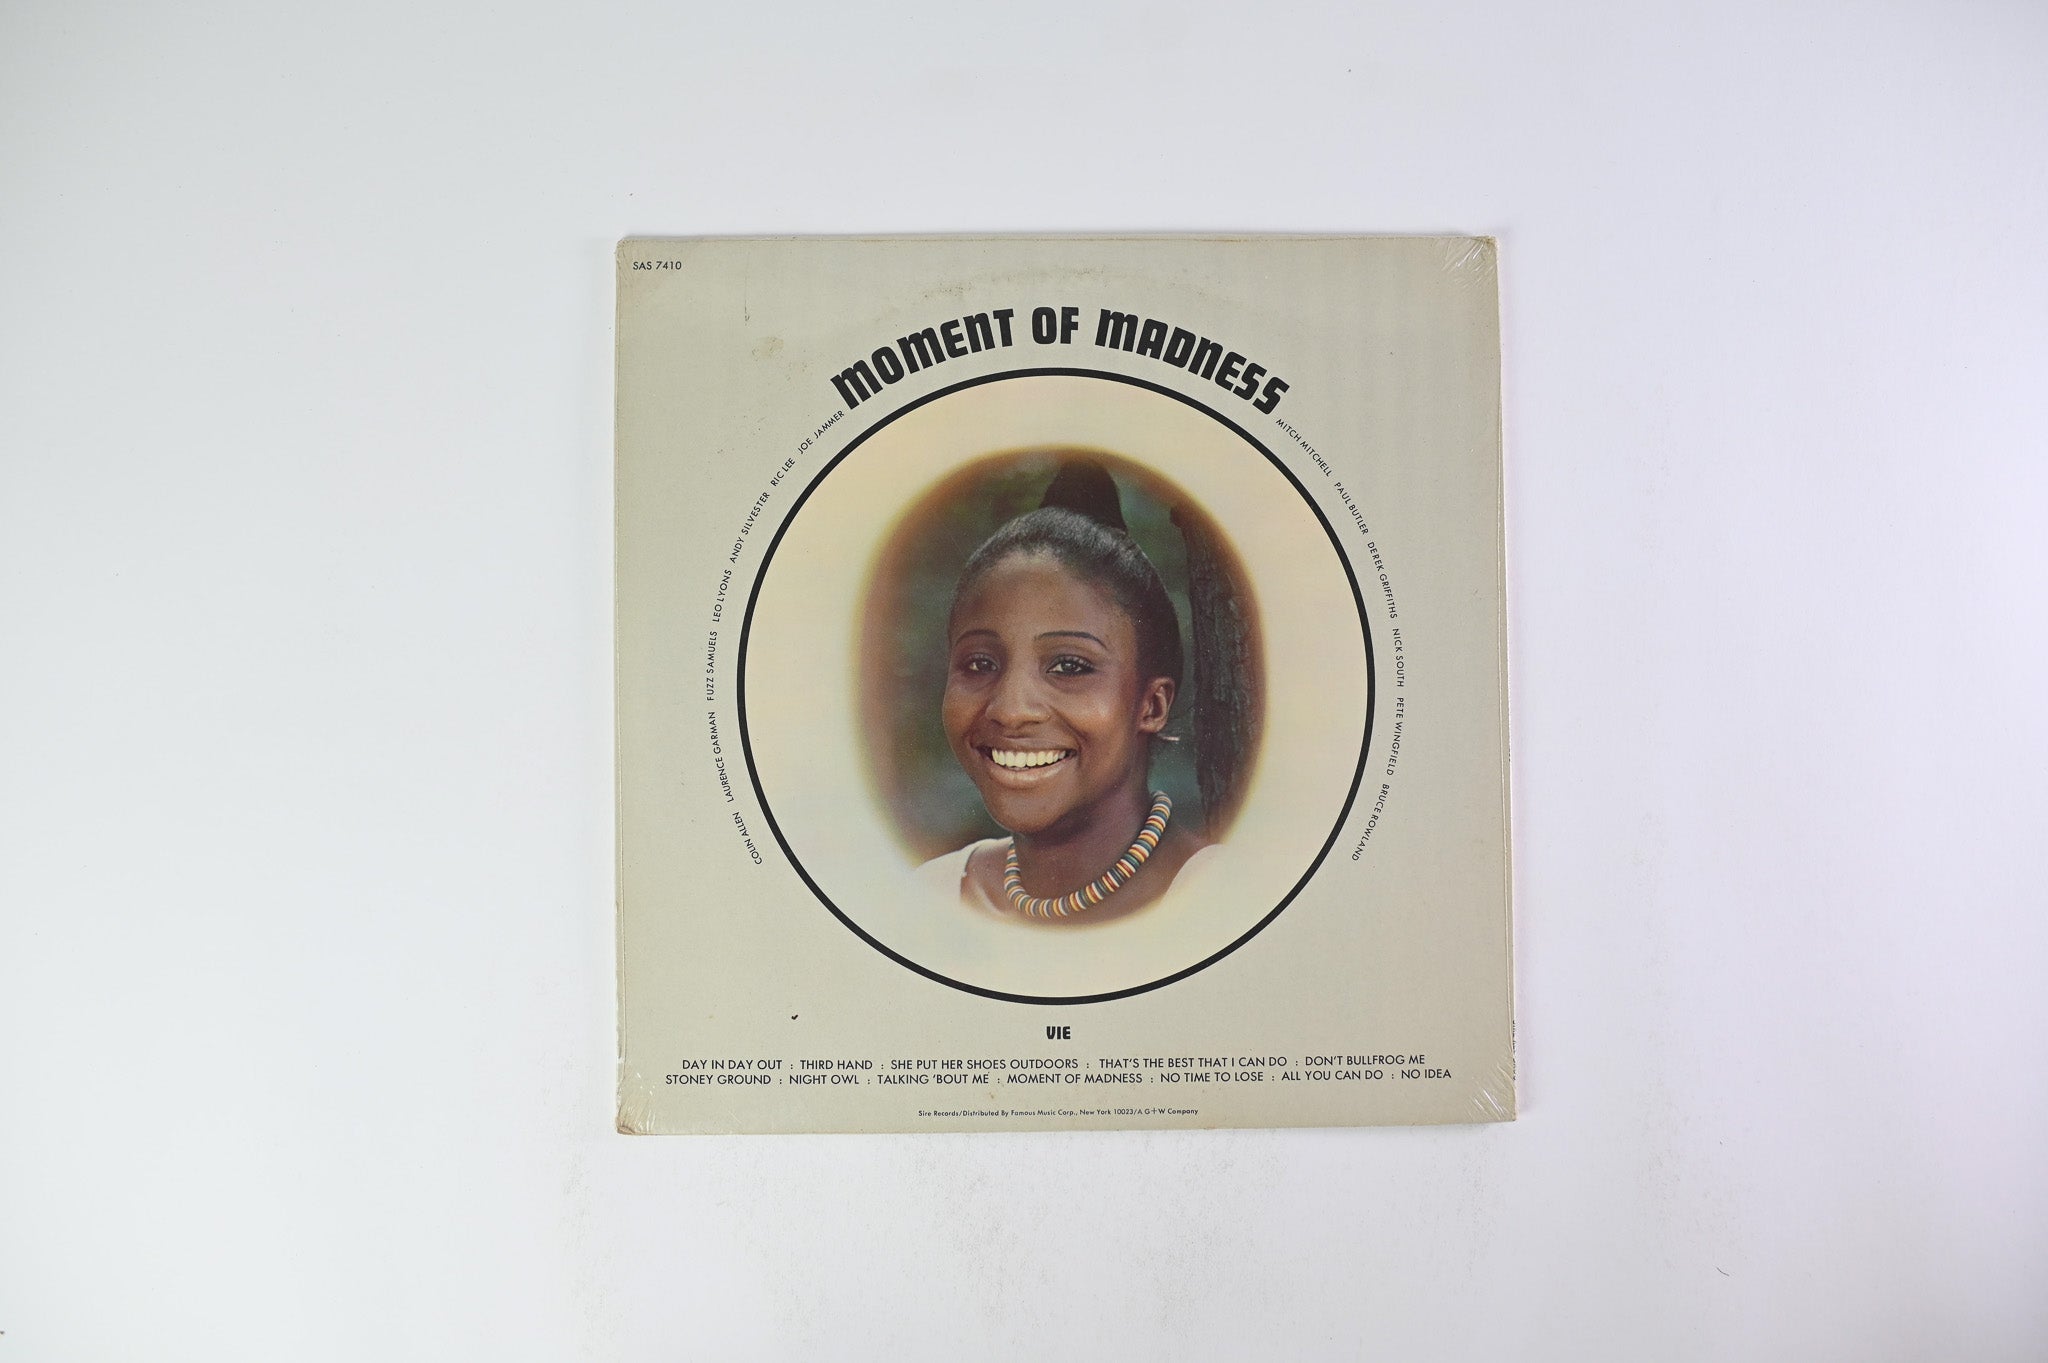 SAS 7410
MOMENT OF MADNESS
COLIN ALLEN LAURENCE GARMAN FUZZ SAMUELS LEO LYONS ANDY SILVESTER RIC LEE JOE JAMMER
MITCH MITCHELL PAUL BUTLER DEREK GRIFFITHS NICK SOUTH PETE WINGFIELD BRUCE ROWLAND
VIE
DAY IN DAY OUT : THIRD HAND : SHE PUT HER SHOES OUTDOORS : THAT'S THE BEST THAT I CAN DO : DON'T BULLFROG ME
STONEY GROUND : NIGHT OWL : TALKING 'BOUT ME : MOMENT OF MADNESS : NO TIME TO LOSE : ALL YOU CAN DO : NO IDEA
Sire Records/Distributed By Famous Music Corp., New York 10023/A G+W Company